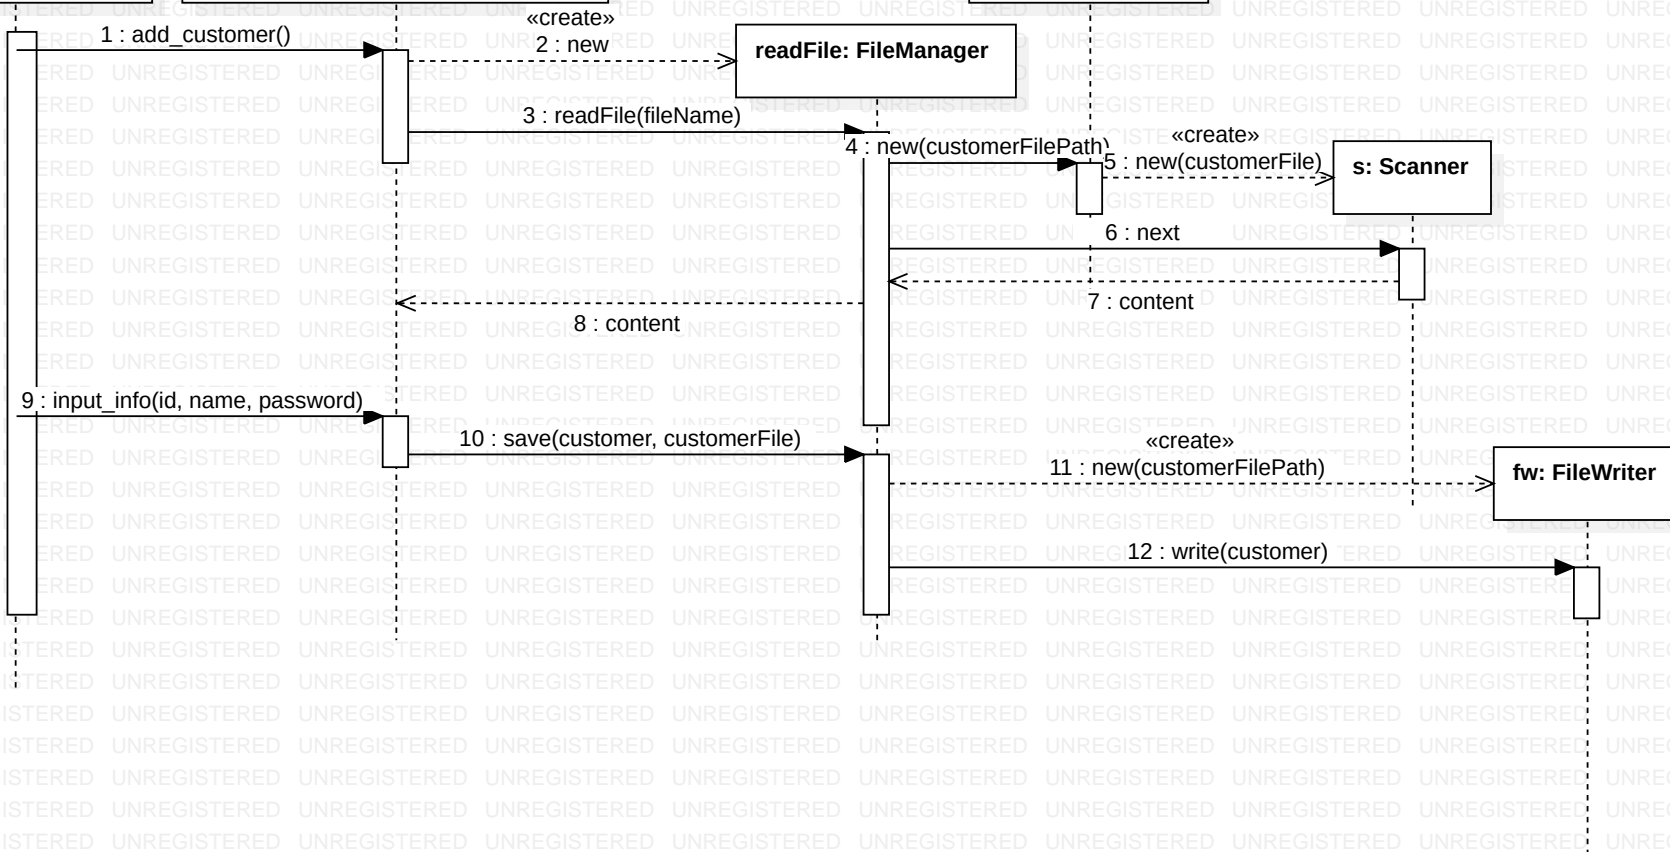 1 : add_customer()
«create»
2 : new
readFile: FileManager
3 : readFile(fileName)
4 : new(customerFilePath)
«create»
5 : new(customerFile)
s: Scanner
6 : next
7 : content
8 : content
9 : input_info(id, name, password)
10 : save(customer, customerFile)
«create»
11 : new(customerFilePath)
fw: FileWriter
12 : write(customer)
UNREGISTERED